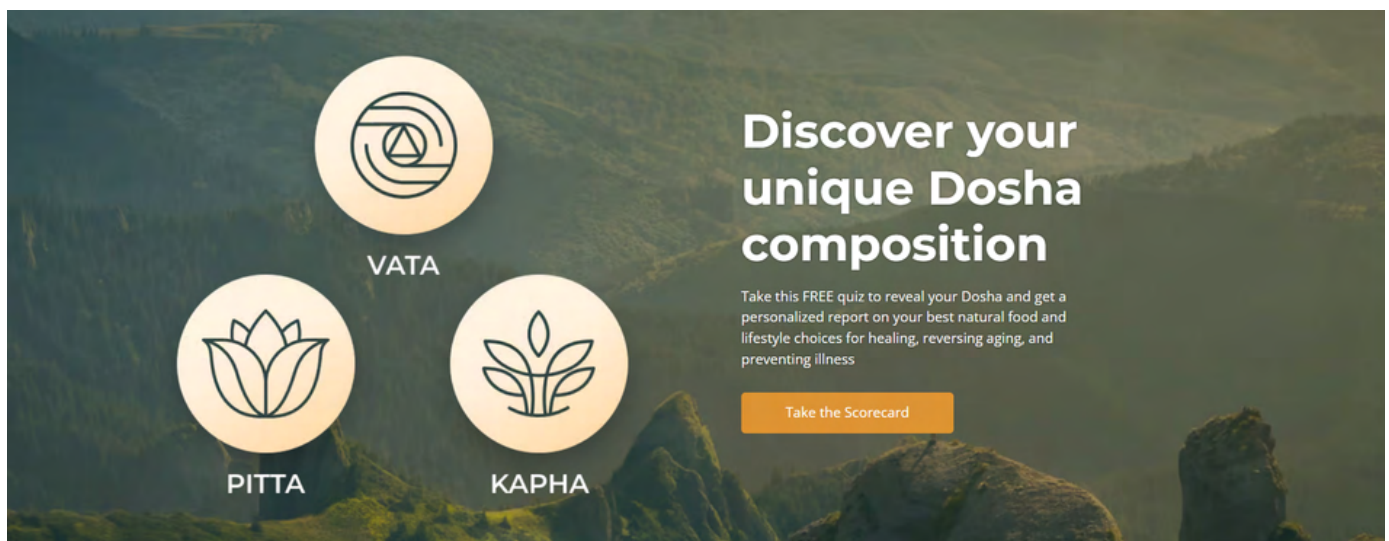 VATA
PITTA
KAPHA
Discover your
unique Dosha
composition
Take this FREE quiz to reveal your Dosha and get a
personalized report on your best natural food and
lifestyle choices for healing, reversing aging, and
preventing illness
Take the Scorecard